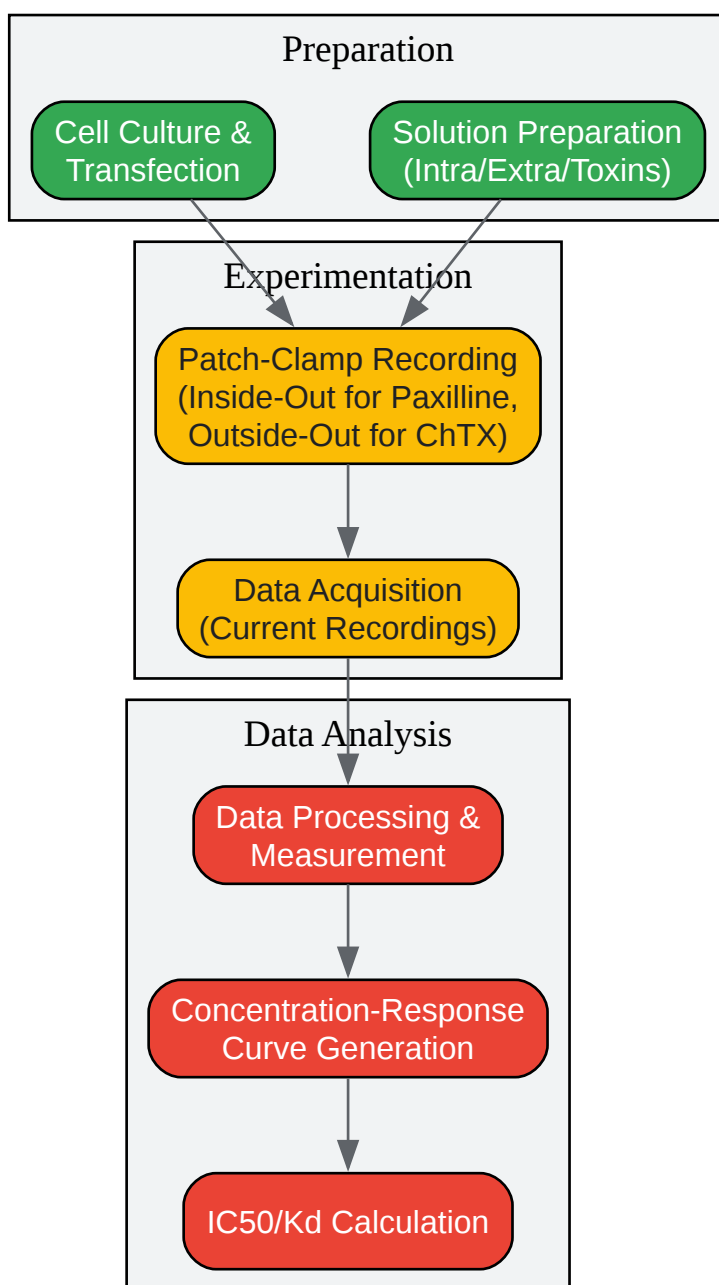 Preparation
Cell Culture &
Transfection
Solution Preparation
(Intra/Extra/Toxins)
Experimentation
Patch-Clamp Recording
(Inside-Out for Paxilline,
Outside-Out for ChTX)
Data Acquisition
(Current Recordings)
Data Analysis
Data Processing &
Measurement
Concentration-Response
Curve Generation
IC50/Kd Calculation